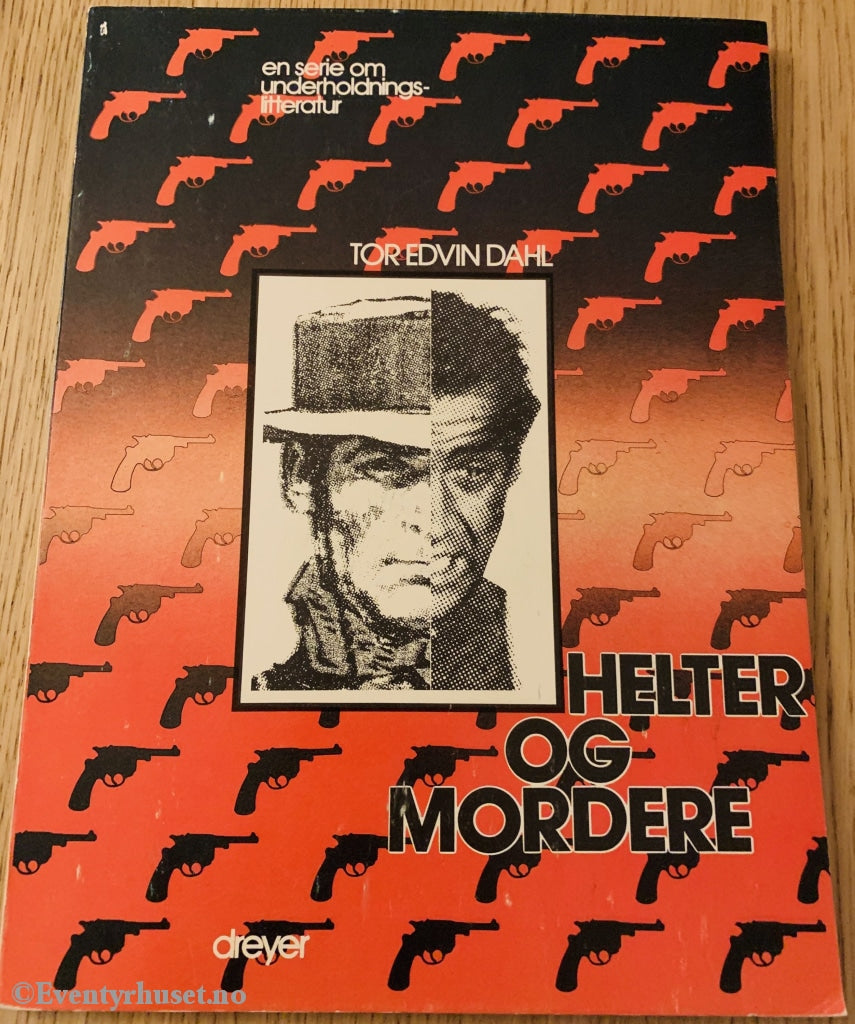 en serie om
underholdnings-
litteratur
TOR EDVIN DAHL
HELTER
OG
MORDERE
dreyer
©Eventyrhuset.no